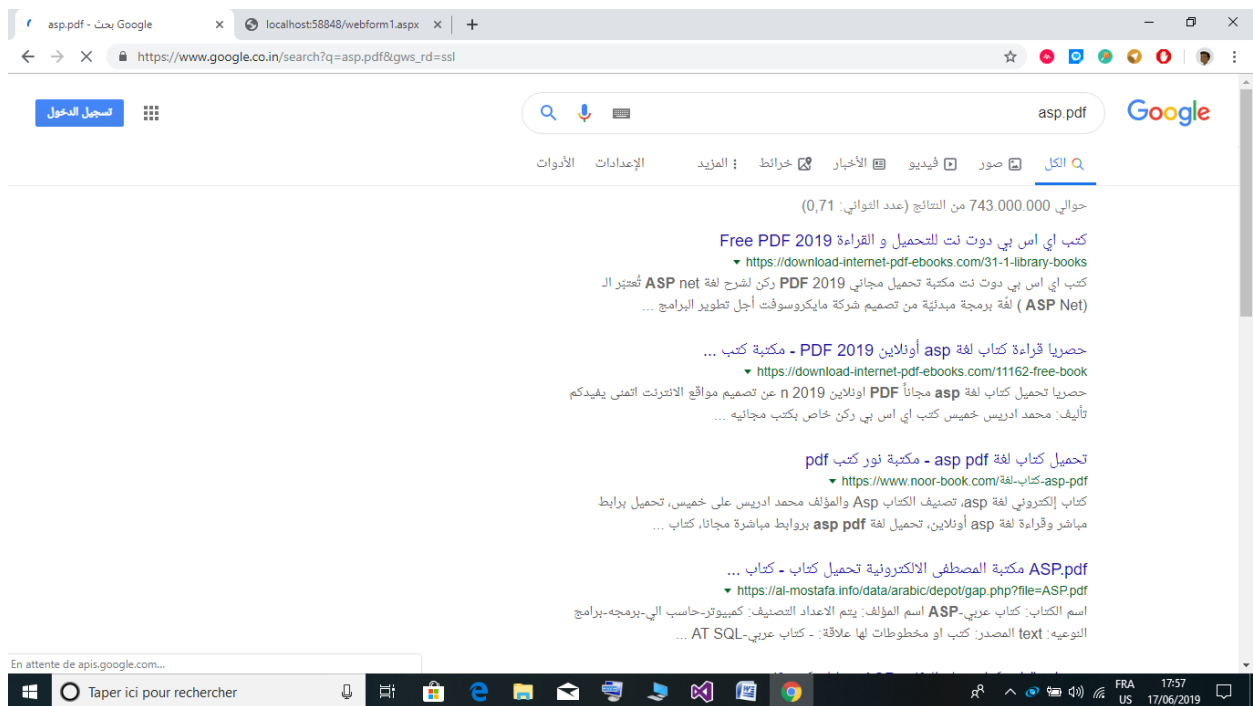 asp.pdf - بحث Google
localhost:58848/webform1.aspx
https://www.google.co.in/search?q=asp.pdf&gws_rd=ssl
Google
asp.pdf
تسجيل الدخول
الكل صور فيديو الأخبار خرائط المزيد الإعدادات الأدوات
حوالي 743.000.000 من النتائج (عدد الثواني: 0,71)
كتب اي اس بي دوت نت للتحميل و القراءة 2019 Free PDF
https://download-internet-pdf-ebooks.com/31-1-library-books
كتب اي اس بي دوت نت مكتبة تحميل مجاني 2019 PDF ركن لشرح لغة ASP net تُعتبَر الـ
(ASP Net ) لغّة برمجة مبدئيّة من تصميم شركة مايكروسوفت أجل تطوير البرامج ...
حصريا قراءة كتاب لغة asp أونلاين 2019 PDF - مكتبة كتب ...
https://download-internet-pdf-ebooks.com/11162-free-book
حصريا تحميل كتاب لغة asp مجاناً PDF اونلاين 2019 n عن تصميم مواقع الانترنت اتمنى يفيدكم
تأليف: محمد ادريس خميس كتب اي اس بي ركن خاص بكتب مجانيه ...
تحميل كتاب لغة asp pdf - مكتبة نور كتب pdf
https://www.noor-book.com/كتاب-لغة-asp-pdf
كتاب إلكتروني لغة asp، تصنيف الكتاب Asp والمؤلف محمد ادريس على خميس، تحميل برابط
مباشر وقراءة لغة asp أونلاين، تحميل لغة asp pdf بروابط مباشرة مجانا، كتاب ...
ASP.pdf مكتبة المصطفى الالكترونية تحميل كتاب - كتاب ...
https://al-mostafa.info/data/arabic/depot/gap.php?file=ASP.pdf
اسم الكتاب: كتاب عربي-ASP اسم المؤلف: يتم الاعداد التصنيف: كمبيوتر-حاسب الي-برمجه-برامج
النوعيه: text المصدر: كتب او مخطوطات لها علاقة: - كتاب عربي-AT SQL ...
En attente de apis.google.com...
Taper ici pour rechercher
FRA 17:57
US 17/06/2019